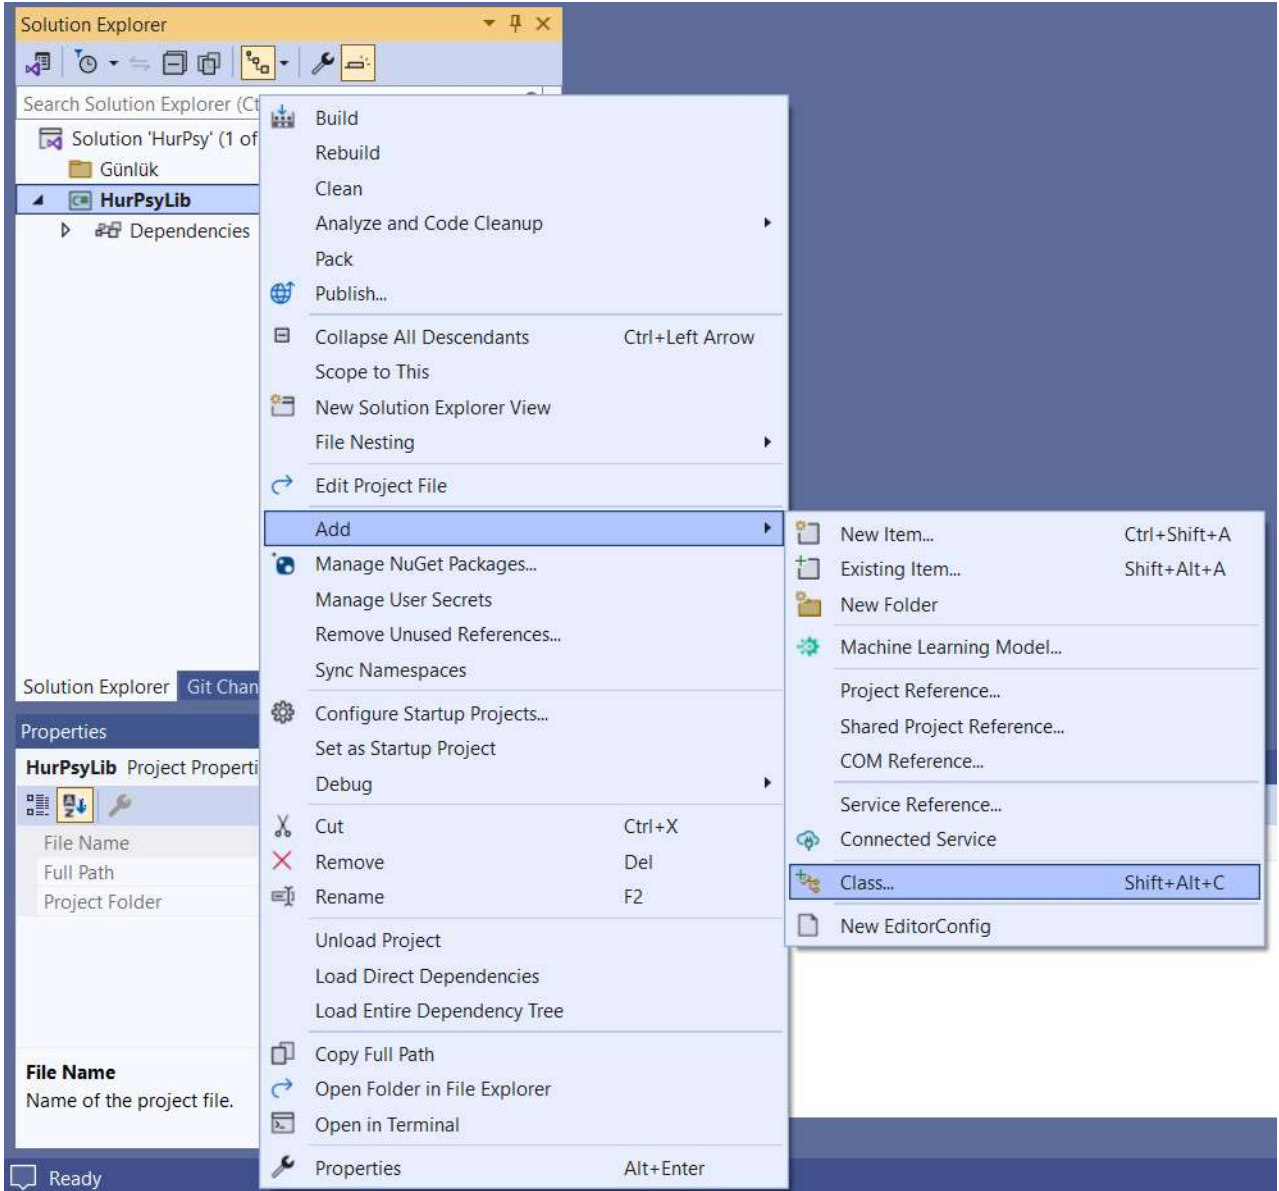 Solution Explorer
Search Solution Explorer (Ct
Solution 'HurPsy' (1 of
Günlük
HurPsyLib
Dependencies
Build
Rebuild
Clean
Analyze and Code Cleanup
Pack
Publish...
Collapse All Descendants Ctrl+Left Arrow
Scope to This
New Solution Explorer View
File Nesting
Edit Project File
Add
Manage NuGet Packages...
Manage User Secrets
Remove Unused References...
Sync Namespaces
Configure Startup Projects...
Set as Startup Project
Debug
Cut Ctrl+X
Remove Del
Rename F2
Unload Project
Load Direct Dependencies
Load Entire Dependency Tree
Copy Full Path
Open Folder in File Explorer
Open in Terminal
Properties Alt+Enter
New Item... Ctrl+Shift+A
Existing Item... Shift+Alt+A
New Folder
Machine Learning Model...
Project Reference...
Shared Project Reference...
COM Reference...
Service Reference...
Connected Service
Class... Shift+Alt+C
New EditorConfig
Solution Explorer Git Chan
Properties
HurPsyLib Project Properti
File Name
Full Path
Project Folder
File Name
Name of the project file.
Ready